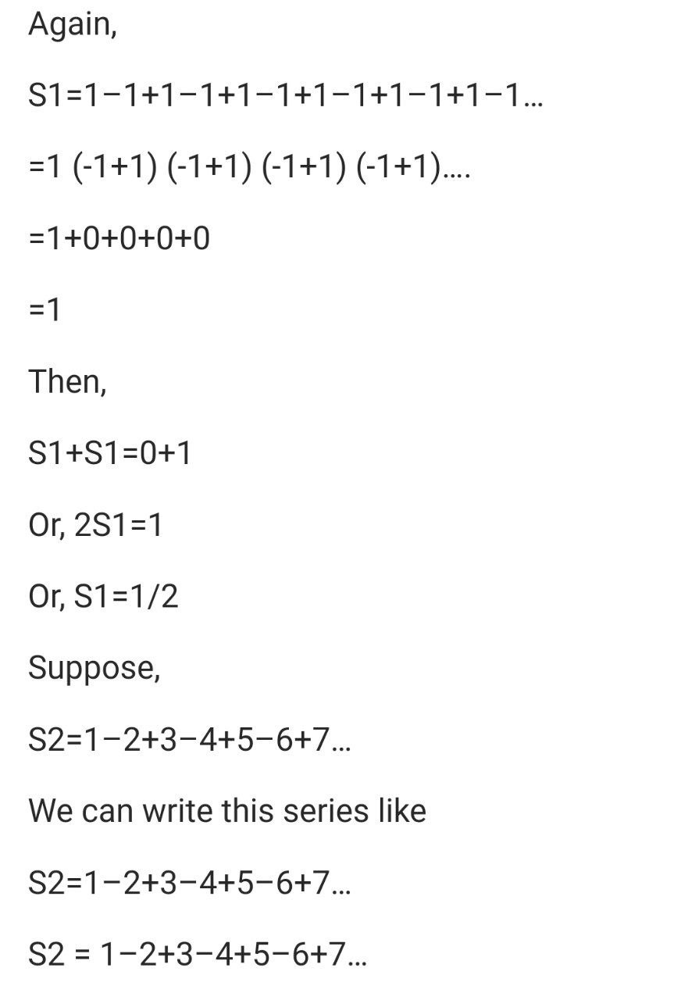 Again,
S1=1−1+1−1+1−1+1−1+1−1+1−1...
=1 (-1+1) (-1+1) (-1+1) (-1+1)....
=1+0+0+0+0
=1
Then,
S1+S1=0+1
Or, 2S1=1
Or, S1=1/2
Suppose,
S2=1−2+3−4+5−6+7...
We can write this series like
S2=1−2+3−4+5−6+7...
S2 = 1−2+3−4+5−6+7...